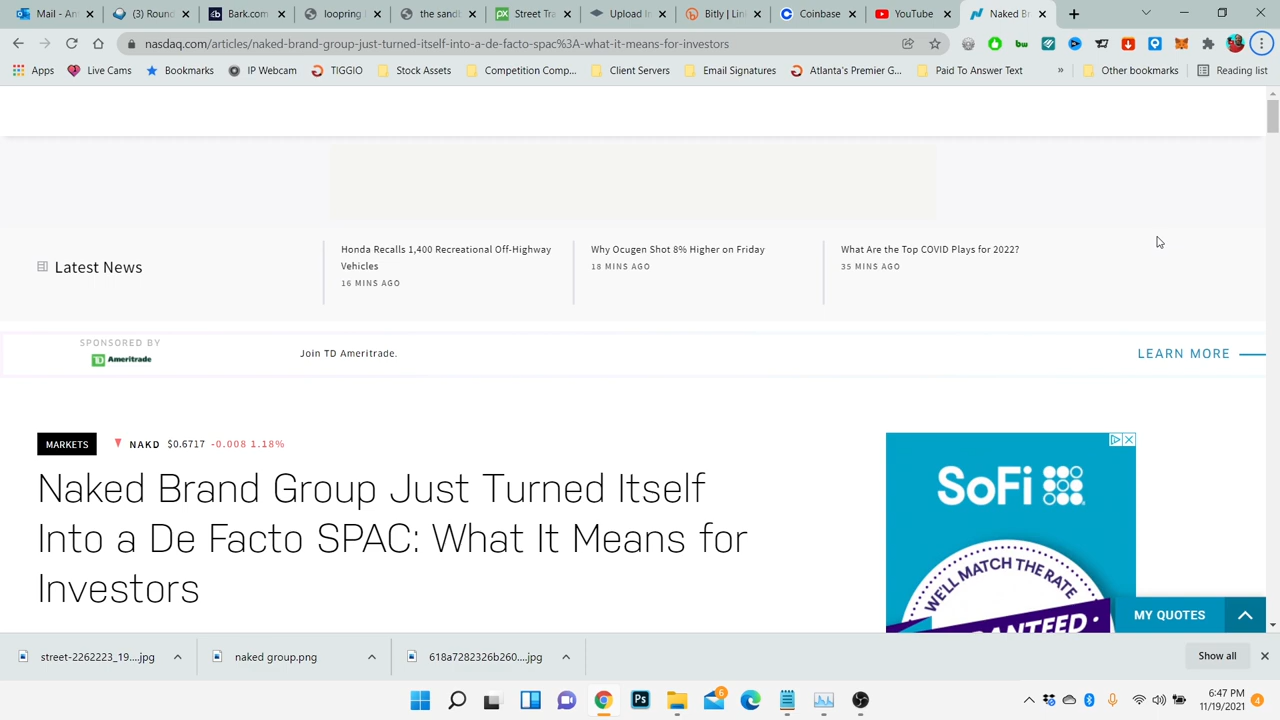 Mail -
(3) Round
Bark.com:
looping l
the sandt
Street Tra
Upload In
Bitly | Lin
Coinbase
YouTube
Naked Br
nasdaq.com/articles/naked-brand-group-just-turned-itself-into-a-de-facto-spac%3A-what-it-means-for-investors
Apps
Live Cams
Bookmarks
IP Webcam
TIGGIO
Stock Assets
Competition Comp...
Client Servers
Email Signatures
Atlanta's Premier G...
Paid To Answer Text
»
Other bookmarks
Reading list
Latest News
Honda Recalls 1,400 Recreational Off-Highway
Vehicles
16 MINS AGO
Why Ocugen Shot 8% Higher on Friday
18 MINS AGO
What Are the Top COVID Plays for 2022?
35 MINS AGO
SPONSORED BY
TD Ameritrade
Join TD Ameritrade.
LEARN MORE
MARKETS
NAKD $0.6717 -0.008 1.18%
Naked Brand Group Just Turned Itself
Into a De Facto SPAC: What It Means for
Investors
SoFi
WE'LL MATCH THE RATE
MY QUOTES
street-2262223_19....jpg
naked group.png
618a7282326b260....jpg
Show all
Ps
6
6:47 PM
11/19/2021
4